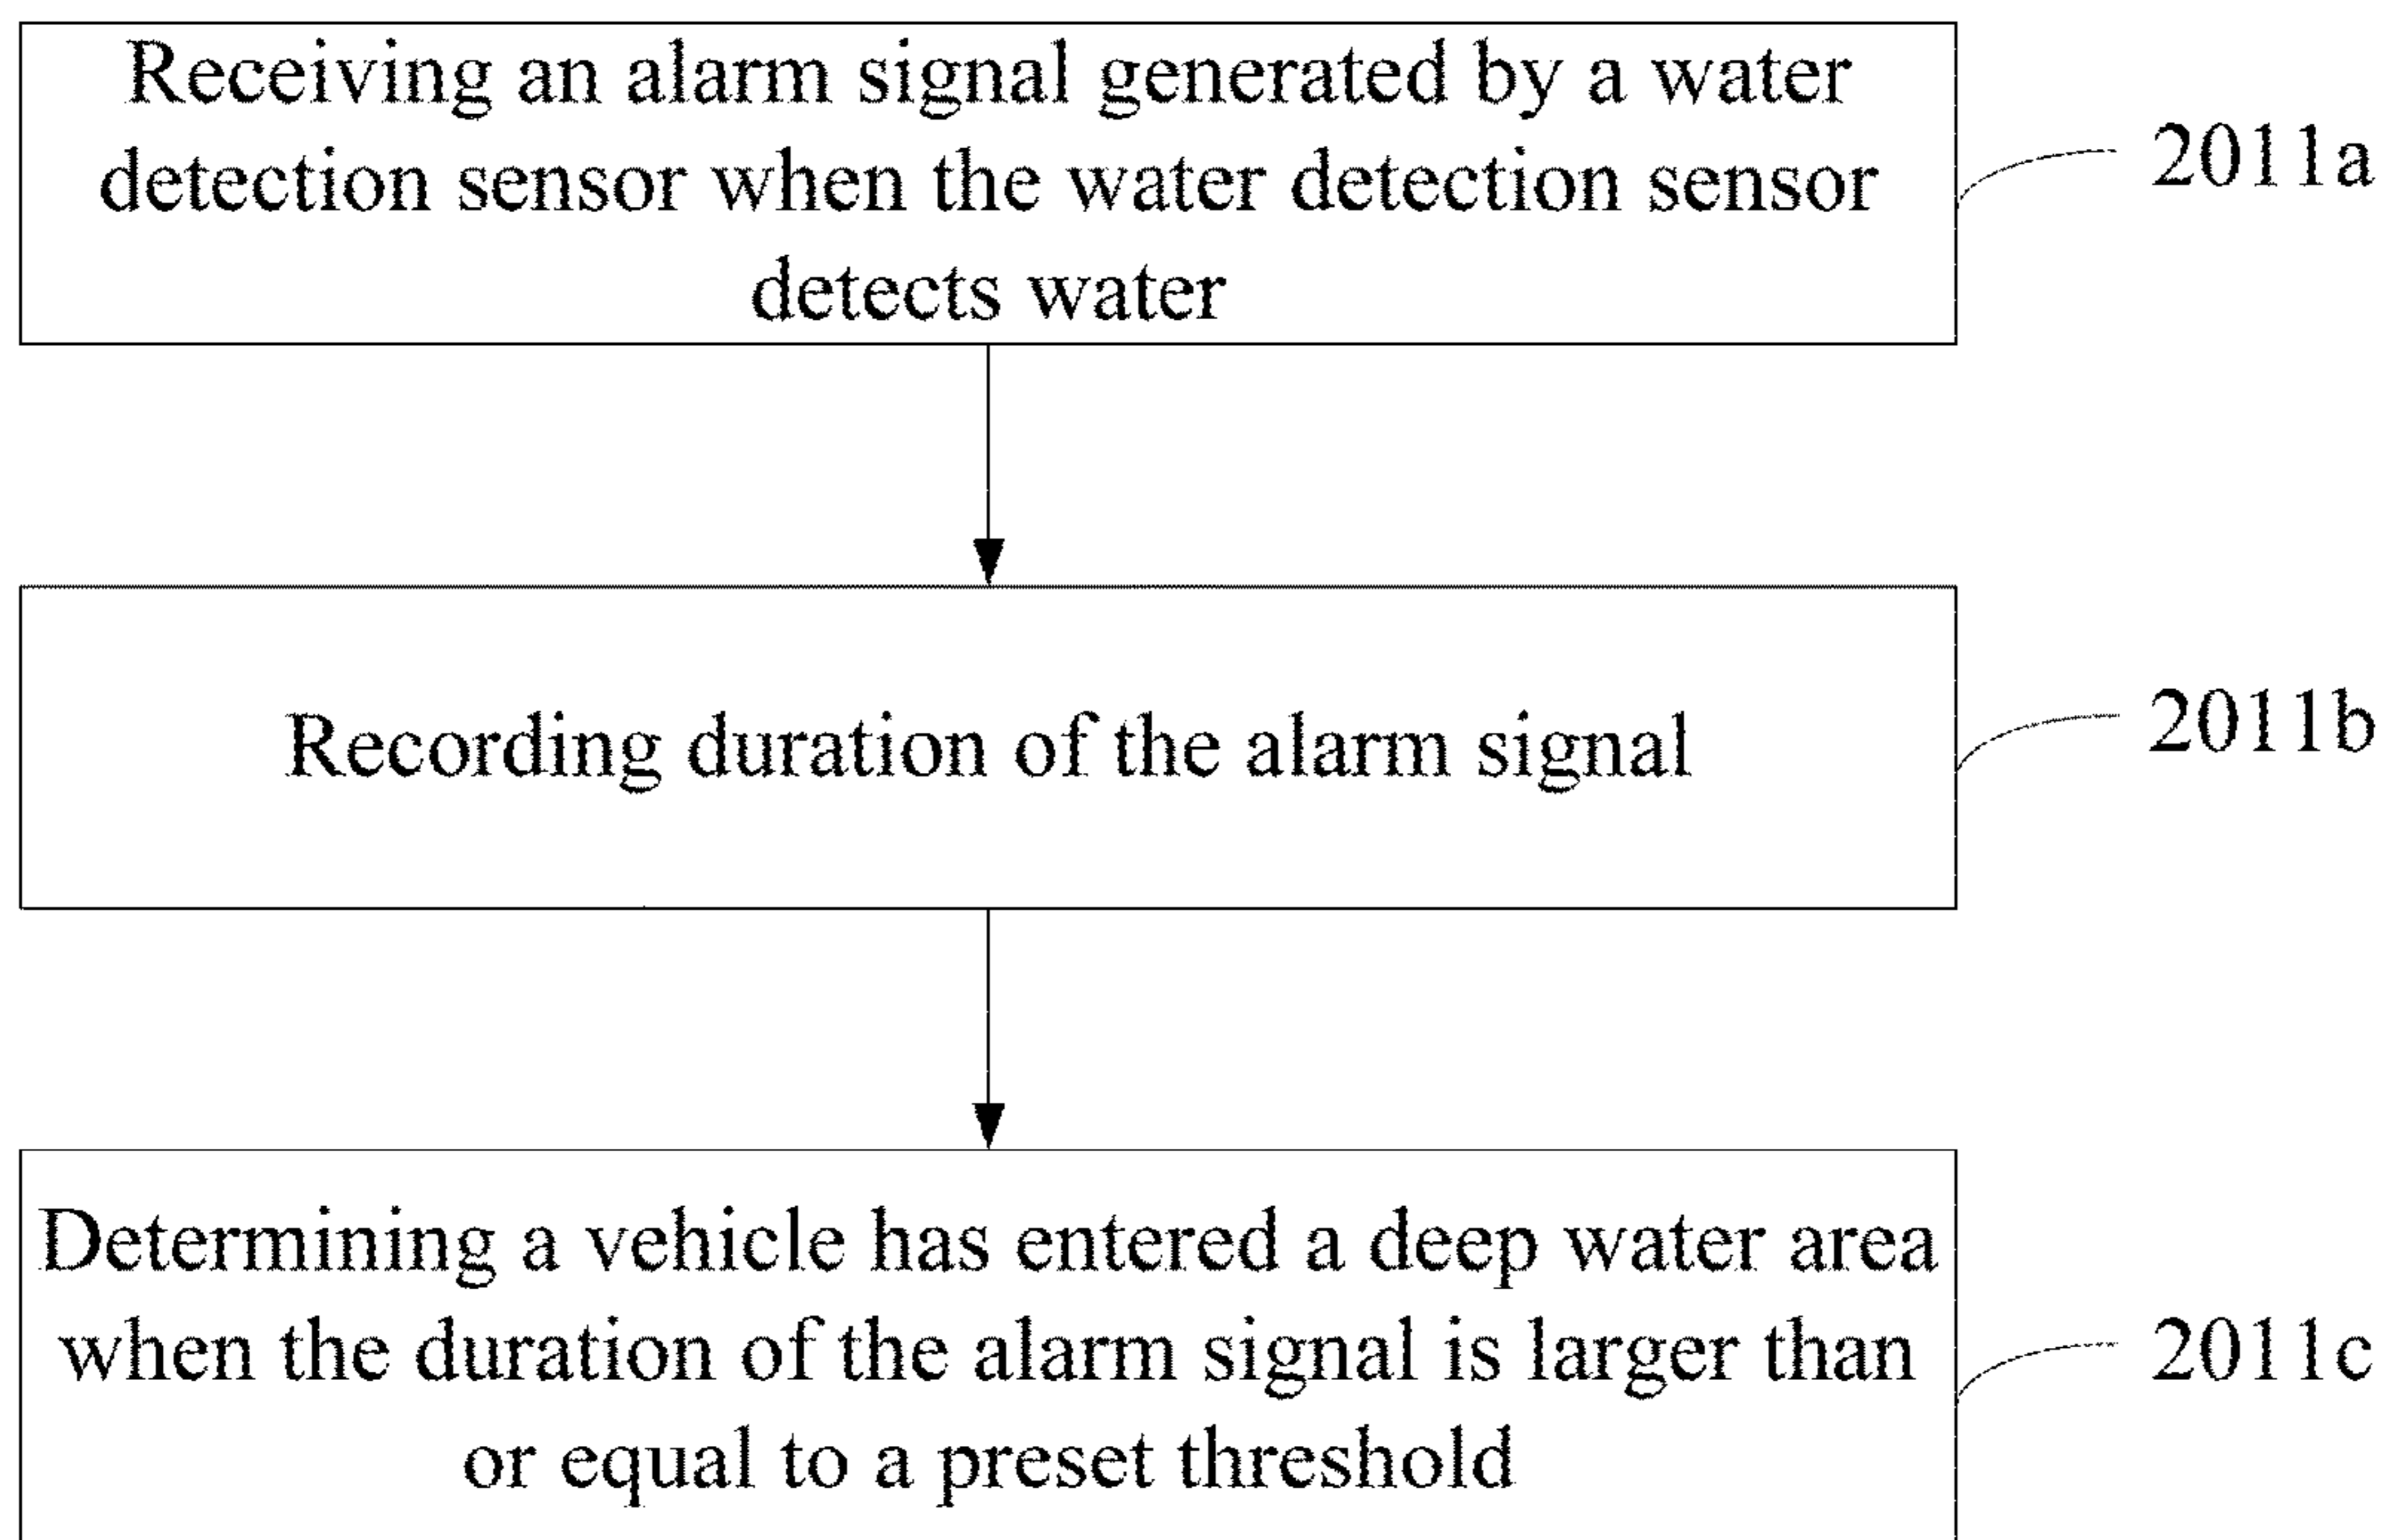 Receiving an alarm signal generated by a water
detection sensor when the water detection sensor
detects water
2011a
Recording duration of the alarm signal
2011b
Determining a vehicle has entered a deep water area
when the duration of the alarm signal is larger than
or equal to a preset threshold
2011c